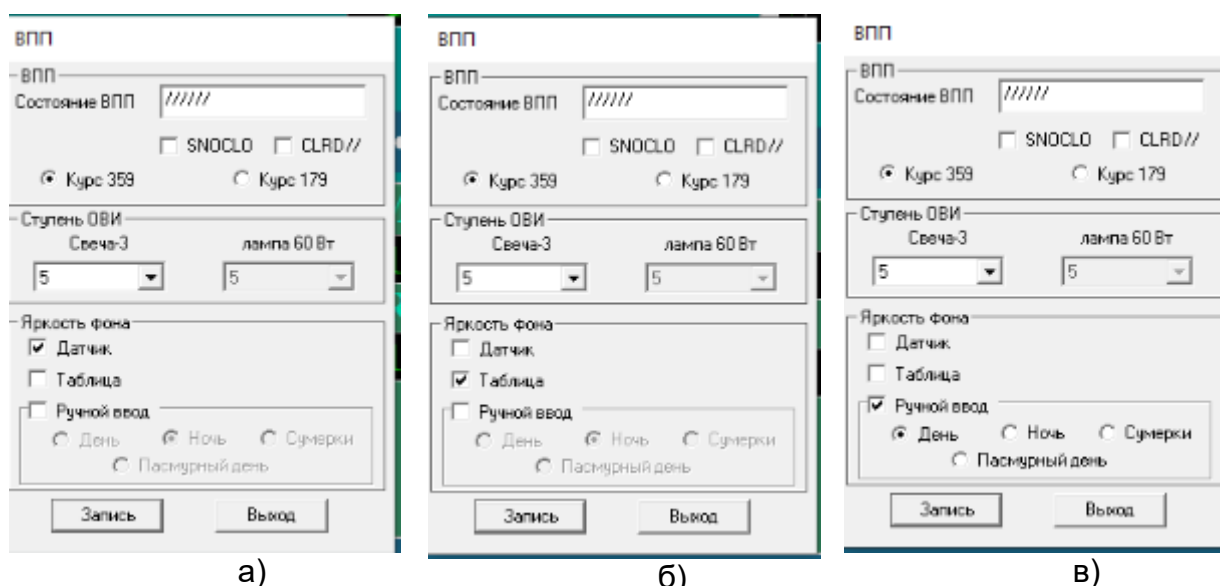 ВПП
ВПП
Состояние ВПП //////
SNOCLO CLRD//
Курс 359 Курс 179
Ступень ОВИ
Свеча-3 лампа 60 Вт
5 5
Яркость фона
Датчик
Таблица
Ручной ввод
День Ночь Сумерки
Пасмурный день
Запись Выход
а)
ВПП
ВПП
Состояние ВПП //////
SNOCLO CLRD//
Курс 359 Курс 179
Ступень ОВИ
Свеча-3 лампа 60 Вт
5 5
Яркость фона
Датчик
Таблица
Ручной ввод
День Ночь Сумерки
Пасмурный день
Запись Выход
б)
ВПП
ВПП
Состояние ВПП //////
SNOCLO CLRD//
Курс 359 Курс 179
Ступень ОВИ
Свеча-3 лампа 60 Вт
5 5
Яркость фона
Датчик
Таблица
Ручной ввод
День Ночь Сумерки
Пасмурный день
Запись Выход
в)